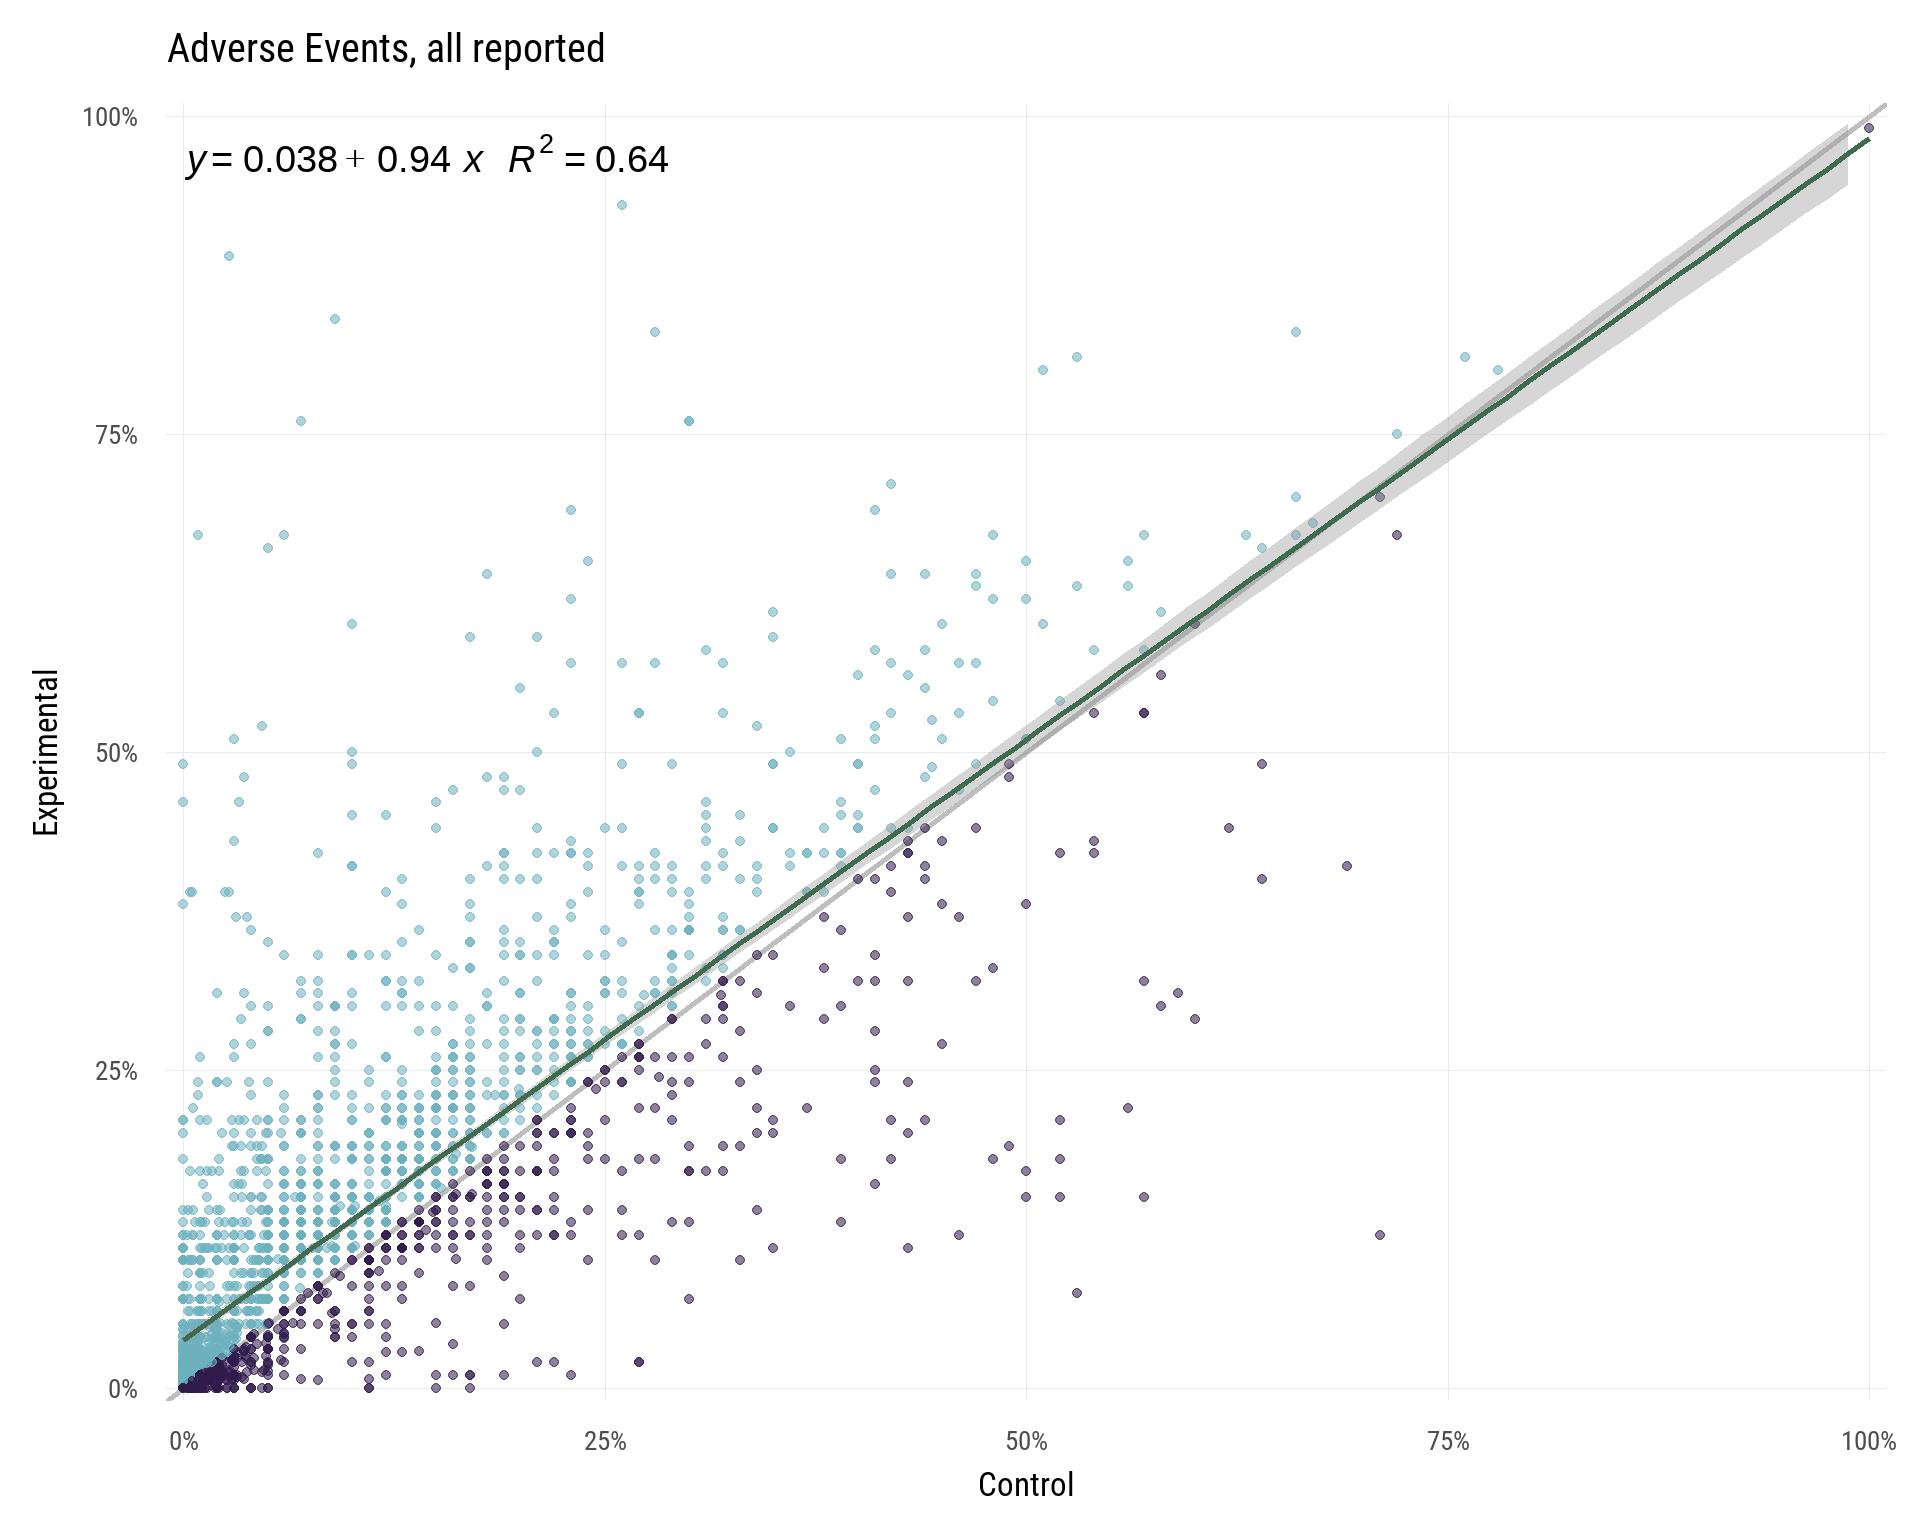 Adverse Events, all reported
100%
y = 0.038 + 0.94 x R² = 0.64
75%
50%
25%
0%
Experimental
0% 25% 50% 75% 100%
Control